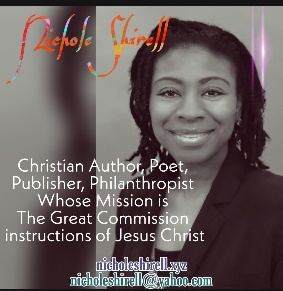 Nichole Shirell
Christian Author, Poet,
Publisher, Philanthropist
Whose Mission is
The Great Commission
instructions of Jesus Christ
nicholeshirell.xyz
nicholeshirell@yahoo.com